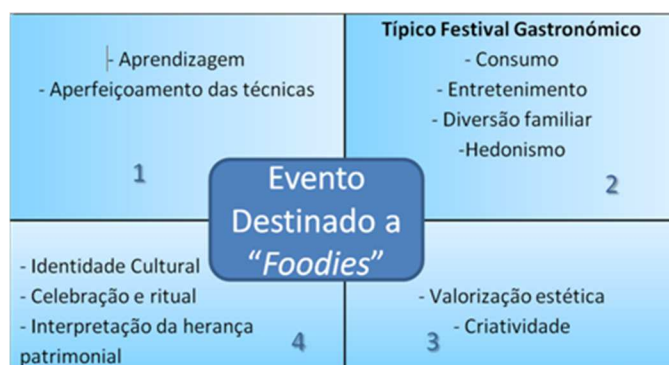 - Aprendizagem
- Aperfeiçoamento das técnicas
1
Típico Festival Gastronómico
- Consumo
- Entretenimento
- Diversão familiar
-Hedonismo
2
Evento
Destinado a
“Foodies”
- Identidade Cultural
- Celebração e ritual
- Interpretação da herança
patrimonial
4
- Valorização estética
- Criatividade
3